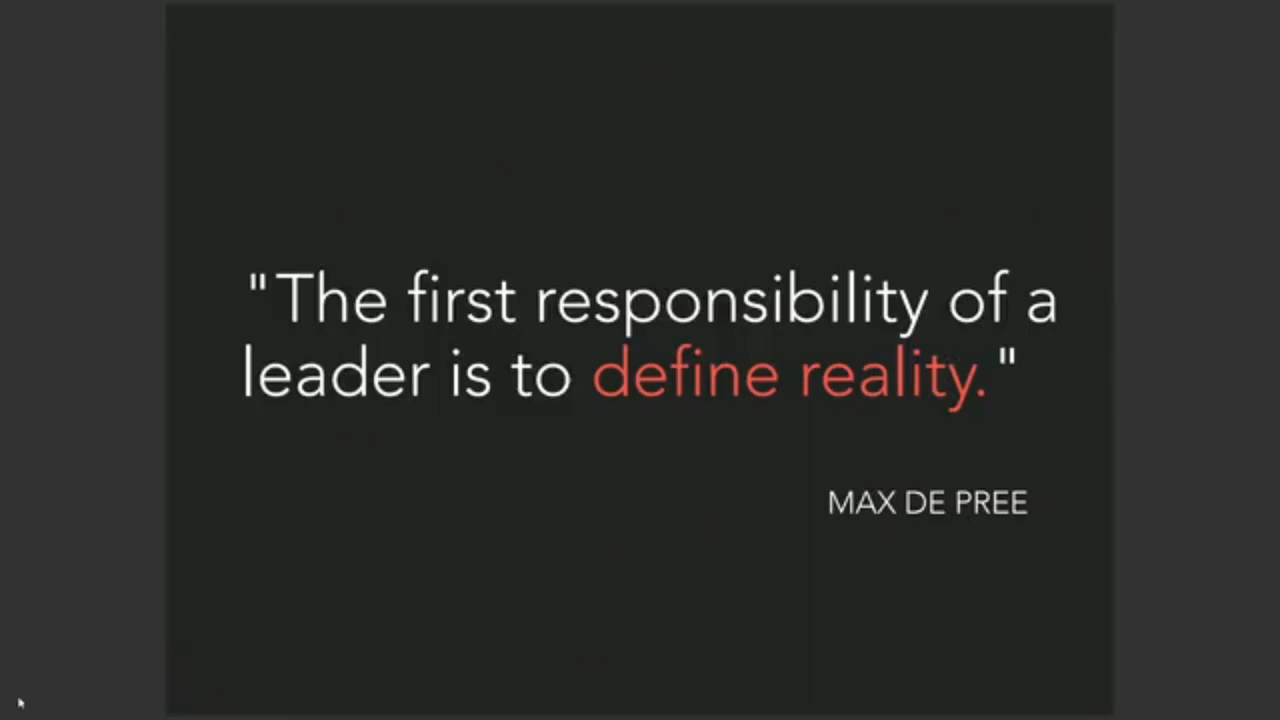 "The first responsibility of a
leader is to define reality."
MAX DE PREE